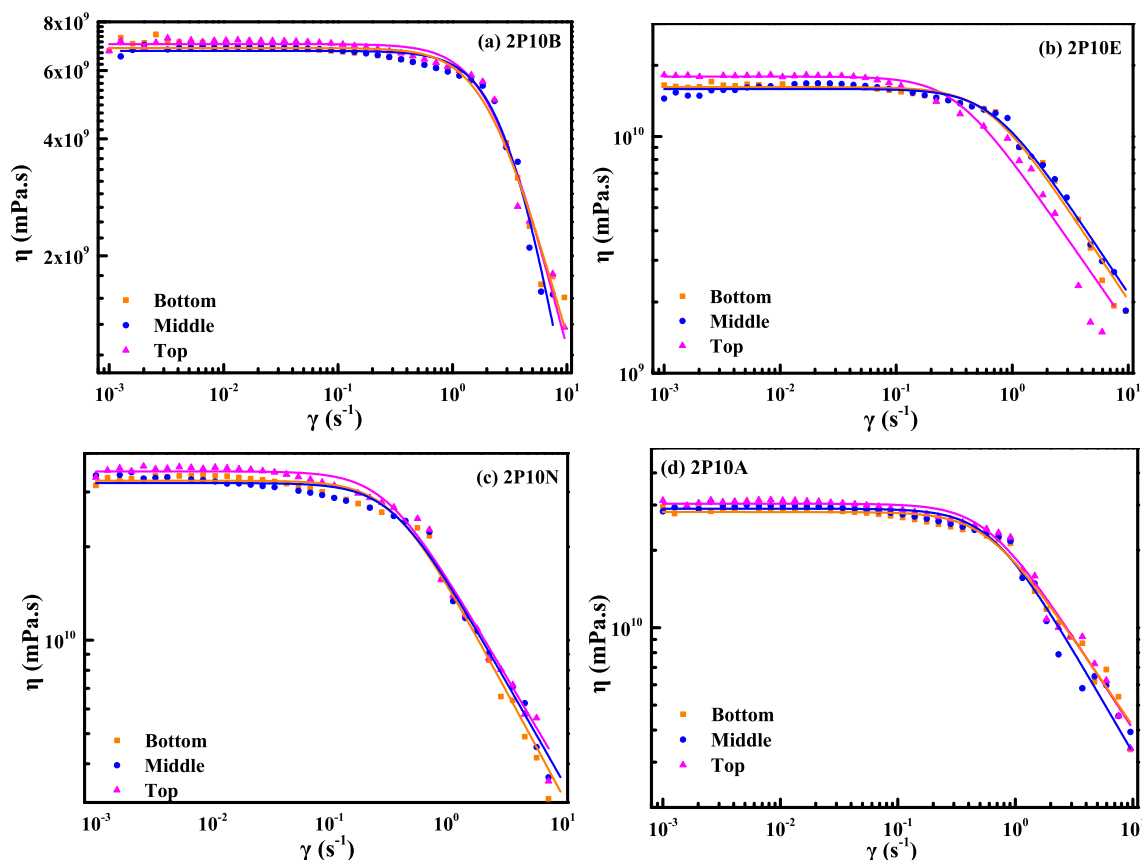 (a) 2P10B
8x10⁹
6x10⁹
4x10⁹
2x10⁹
η (mPa.s)
Bottom
Middle
Top
10⁻³ 10⁻² 10⁻¹ 10⁰ 10¹
γ (s⁻¹)
(b) 2P10E
10¹⁰
10⁹
η (mPa.s)
Bottom
Middle
Top
10⁻³ 10⁻² 10⁻¹ 10⁰ 10¹
γ (s⁻¹)
(c) 2P10N
10¹⁰
η (mPa.s)
Bottom
Middle
Top
10⁻³ 10⁻² 10⁻¹ 10⁰ 10¹
γ (s⁻¹)
(d) 2P10A
10¹⁰
η (mPa.s)
Bottom
Middle
Top
10⁻³ 10⁻² 10⁻¹ 10⁰ 10¹
γ (s⁻¹)